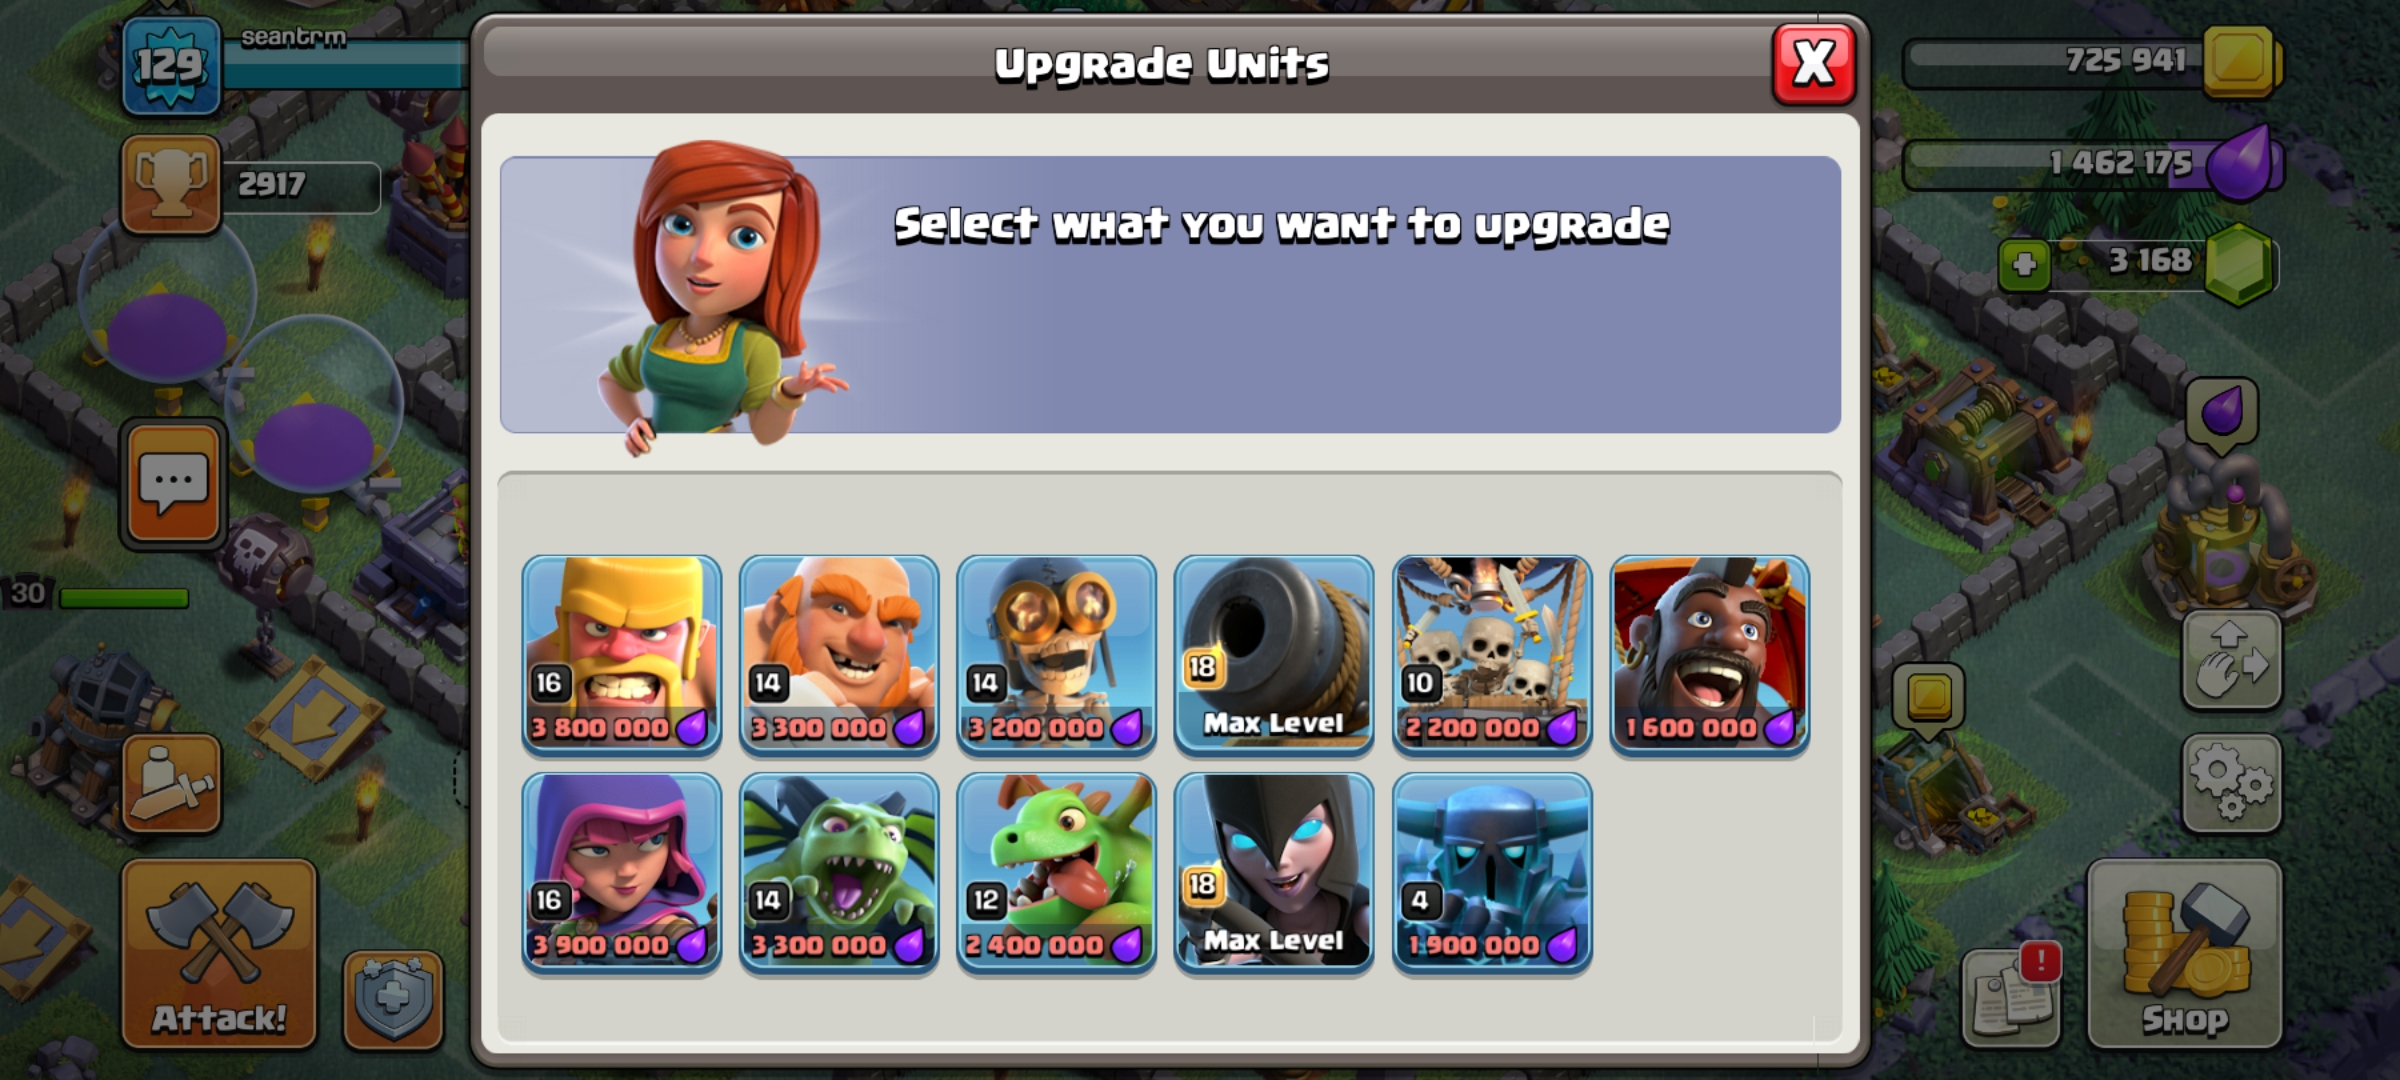 129
seantrm
Upgrade Units
X
725 941
2917
1 462 175
3 168
Select what you want to upgrade
30
16
3 800 000
14
3 300 000
14
3 200 000
18
Max Level
10
2 200 000
1 600 000
16
3 900 000
14
3 300 000
12
2 400 000
18
Max Level
4
1 900 000
Attack!
!
Shop